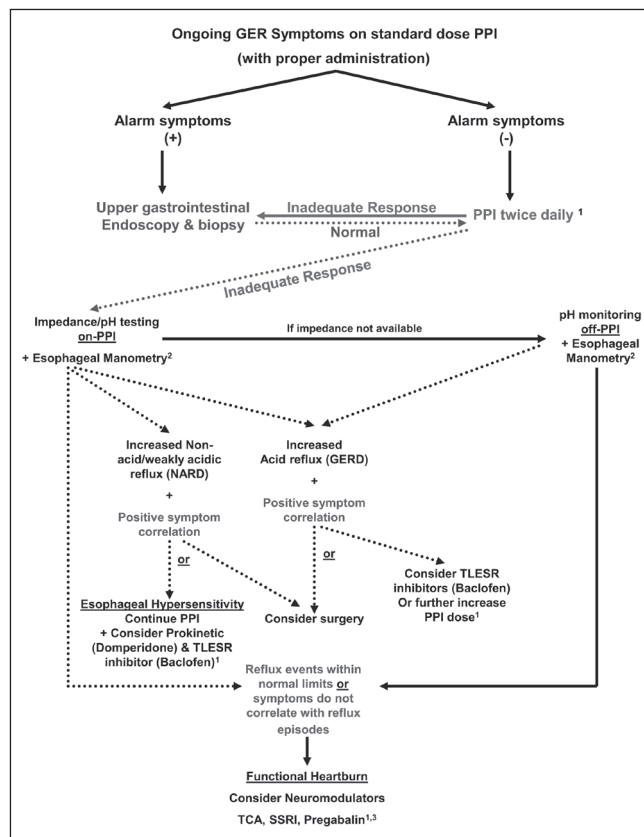 Ongoing GER Symptoms on standard dose PPI
(with proper administration)
Alarm symptoms
(+)
Alarm symptoms
(-)
Upper gastrointestinal
Endoscopy & biopsy
Inadequate Response
Normal
PPI twice daily 1
Inadequate Response
Impedance/pH testing
on-PPI
+ Esophageal Manometry2
If impedance not available
pH monitoring
off-PPI
+ Esophageal
Manometry2
Increased Non-
acid/weakly acidic
reflux (NARD)
+
Positive symptom
correlation
or
Increased
Acid reflux (GERD)
+
Positive symptom
correlation
or
Esophageal Hypersensitivity
Continue PPI
+ Consider Prokinetic
(Domperidone) & TLESR
inhibitor (Baclofen)1
Consider surgery
Consider TLESR
inhibitors (Baclofen)
Or further increase
PPI dose1
Reflux events within
normal limits or
symptoms do not
correlate with reflux
episodes
Functional Heartburn
Consider Neuromodulators
TCA, SSRI, Pregabalin1,3